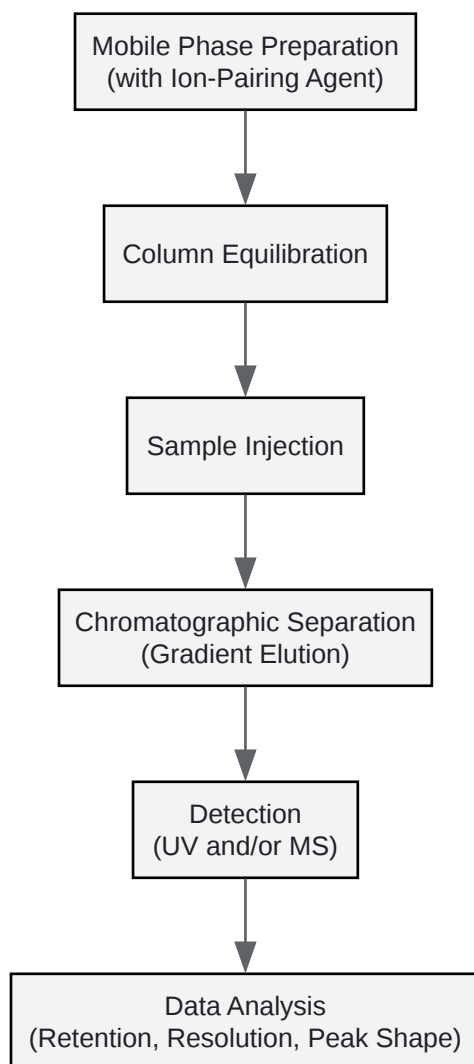 Mobile Phase Preparation
(with Ion-Pairing Agent)
Column Equilibration
Sample Injection
Chromatographic Separation
(Gradient Elution)
Detection
(UV and/or MS)
Data Analysis
(Retention, Resolution, Peak Shape)